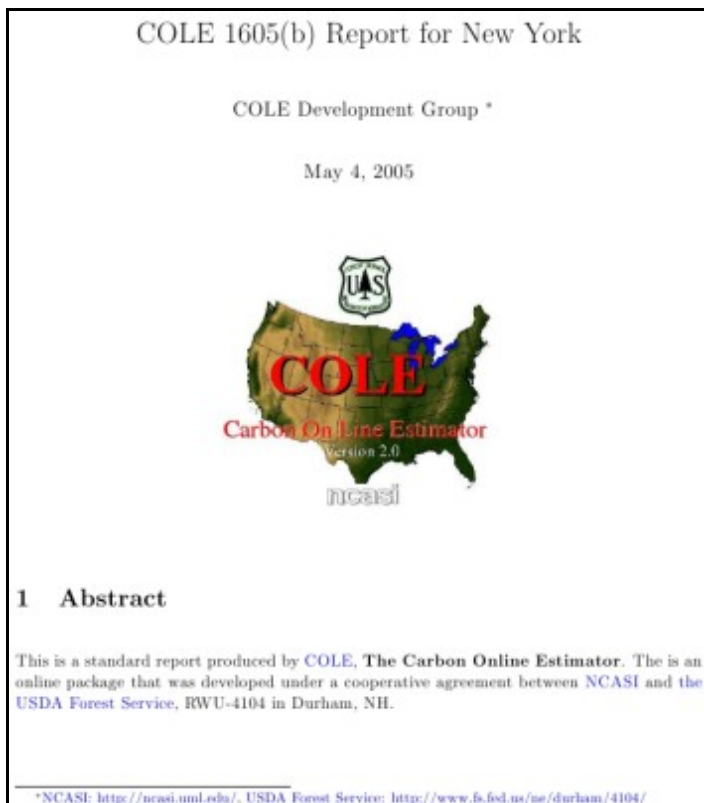 COLE 1605(b) Report for New York
COLE Development Group *
May 4, 2005
U S
COLE
Carbon On Line Estimator
Version 2.0
ncasi
1 Abstract
This is a standard report produced by COLE, The Carbon Online Estimator. The is an
online package that was developed under a cooperative agreement between NCASI and the
USDA Forest Service, RWU-4104 in Durham, NH.
*NCASI: http://ncasi.uml.edu/, USDA Forest Service: http://www.fs.fed.us/ne/durham/4104/